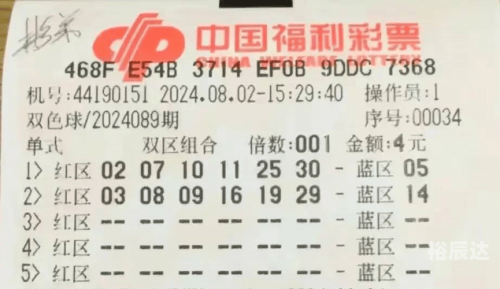 中国福利彩票
CHINA WELFARE LOTTERY
468F E54B 3714 EF0B 9DDC 7368
机号:44190151 2024.08.02-15:29:40 操作员:1
双色球/2024089期 序号:00034
单式 双区组合 倍数:001 金额:4元
1> 红区 02 07 10 11 25 30 - 蓝区 05
2> 红区 03 08 09 16 19 29 - 蓝区 14
3> 红区 -- -- -- -- -- -- - 蓝区 --
4> 红区 -- -- -- -- -- -- - 蓝区 --
5> 红区 -- -- -- -- -- -- - 蓝区 --
裕辰达